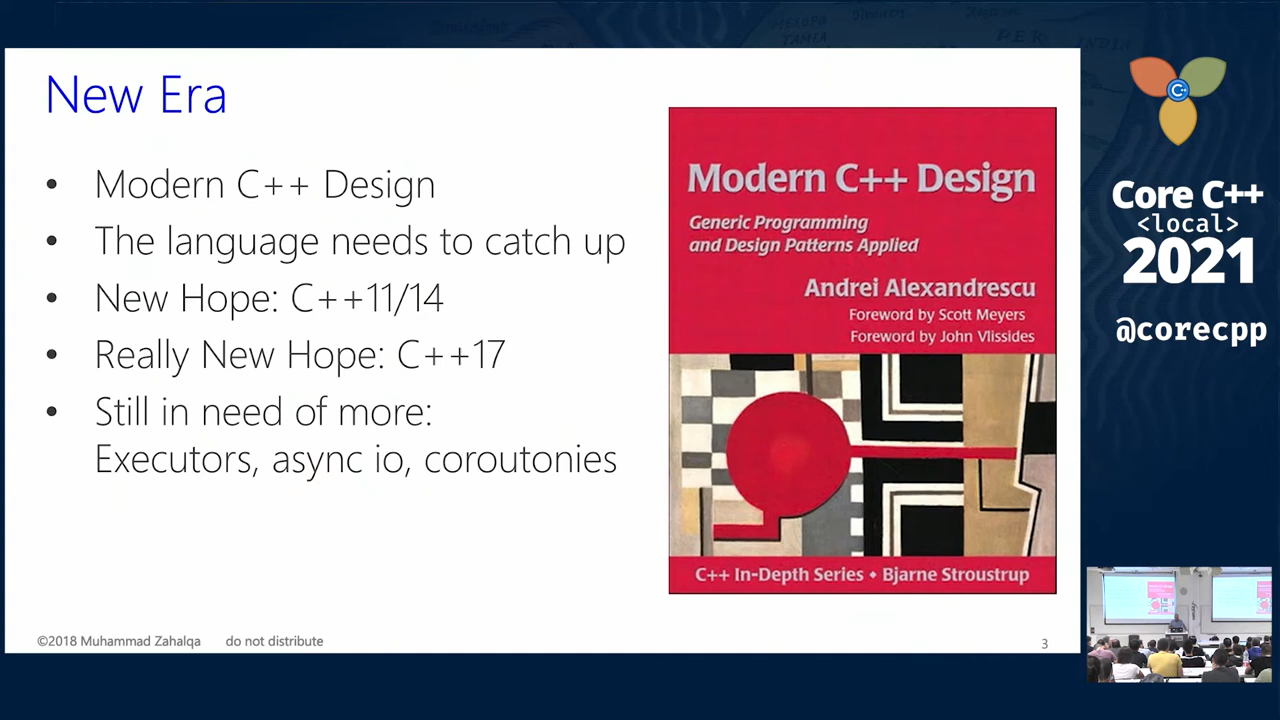 New Era
• Modern C++ Design
• The language needs to catch up
• New Hope: C++11/14
• Really New Hope: C++17
• Still in need of more:
Executors, async io, coroutonies
Modern C++ Design
Generic Programming
and Design Patterns Applied
Andrei Alexandrescu
Foreword by Scott Meyers
Foreword by John Vlissides
C++ In-Depth Series • Bjarne Stroustrup
©2018 Muhammad Zahalqa do not distribute
3
C++
Core C++
<local>
2021
@corecpp